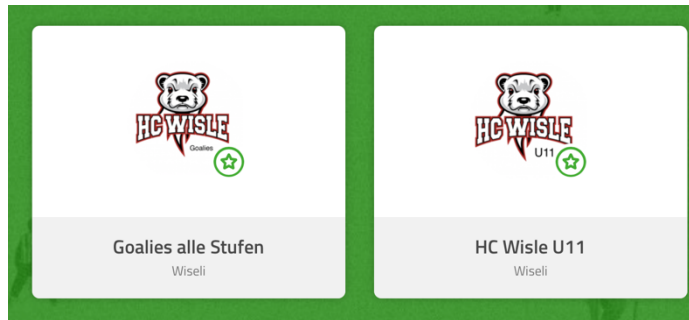 HC WISLE
Goalies
Goalies alle Stufen
Wiseli
HC WISLE
U11
HC Wisle U11
Wiseli